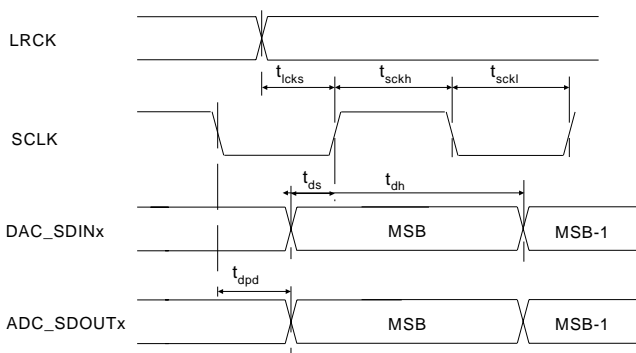 LRCK
t_lcks t_sckh t_sckl
SCLK
t_ds t_dh
DAC_SDINx MSB MSB-1
t_dpd
ADC_SDOUTx MSB MSB-1